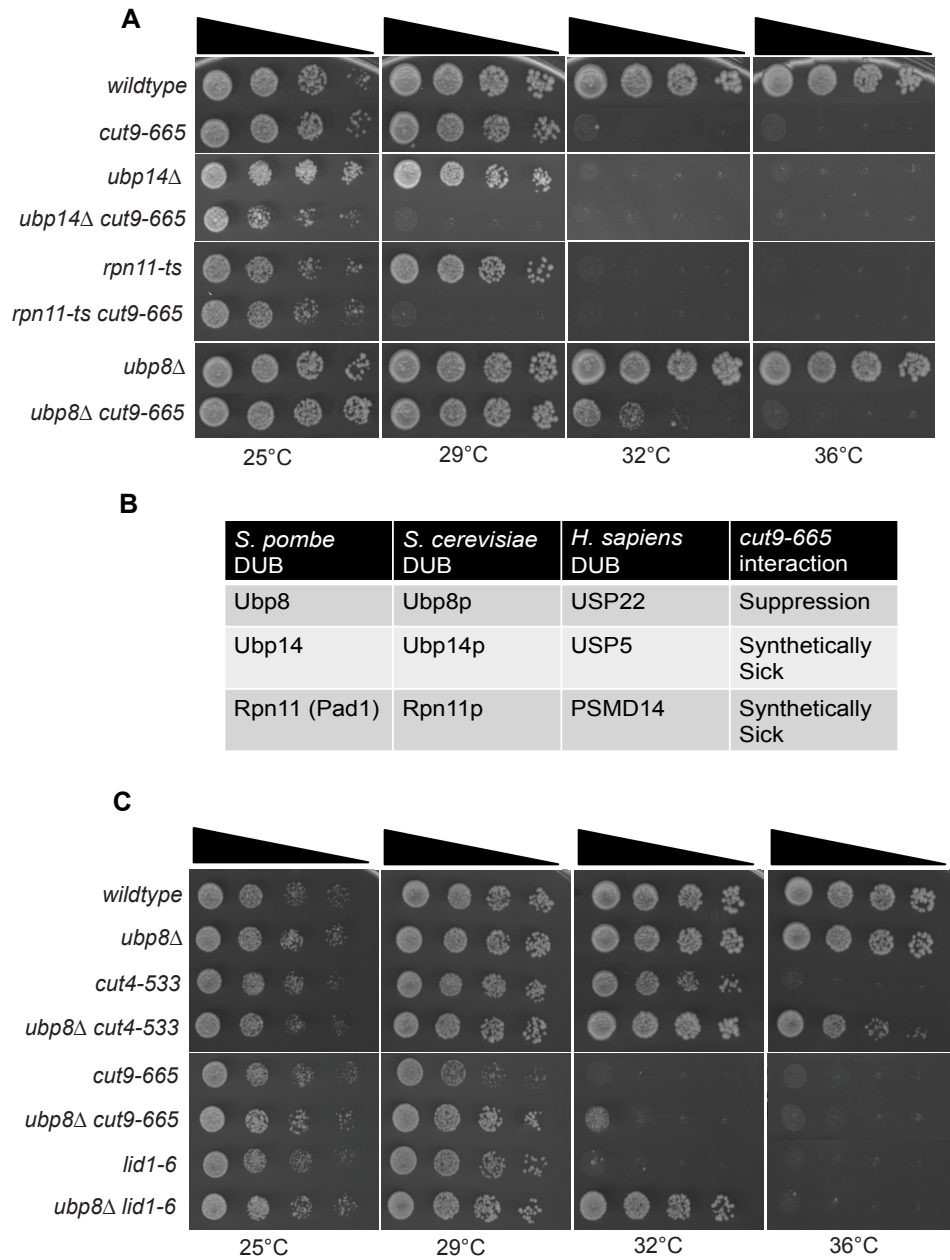 A
wildtype
cut9-665
ubp14Δ
ubp14Δ cut9-665
rpn11-ts
rpn11-ts cut9-665
ubp8Δ
ubp8Δ cut9-665
25°C 29°C 32°C 36°C
B
S. pombe DUB
S. cerevisiae DUB
H. sapiens DUB
cut9-665 interaction
Ubp8 Ubp8p USP22 Suppression
Ubp14 Ubp14p USP5 Synthetically Sick
Rpn11 (Pad1) Rpn11p PSMD14 Synthetically Sick
C
wildtype
ubp8Δ
cut4-533
ubp8Δ cut4-533
cut9-665
ubp8Δ cut9-665
lid1-6
ubp8Δ lid1-6
25°C 29°C 32°C 36°C